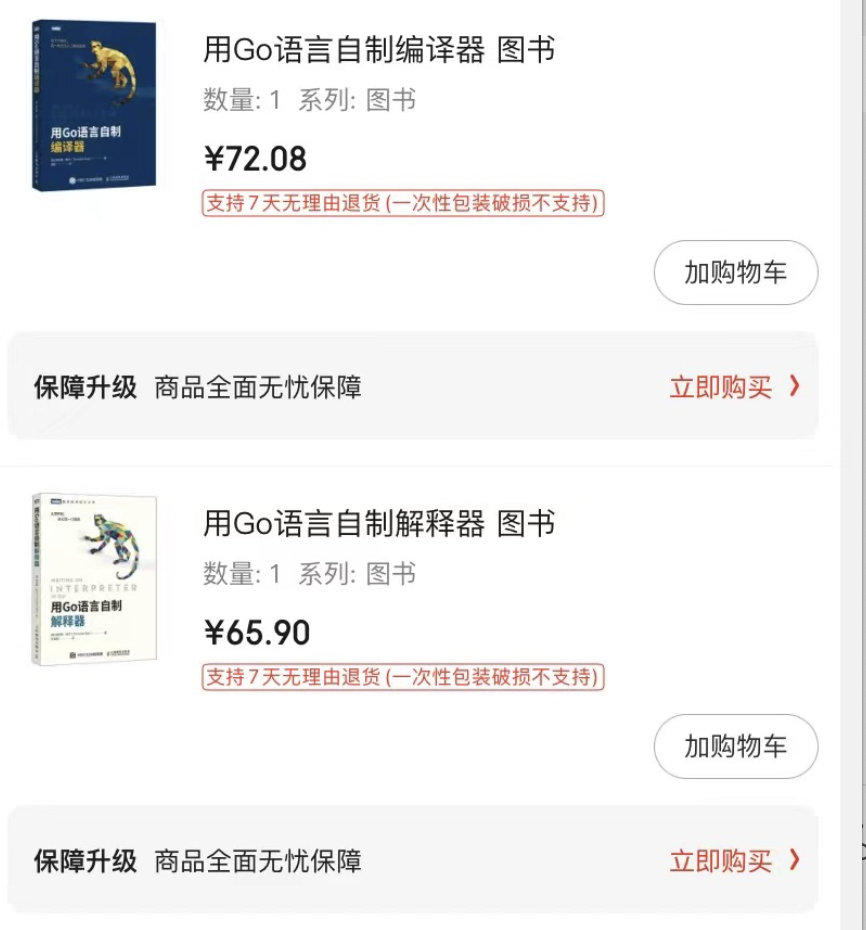 用Go语言自制编译器 图书
数量: 1 系列: 图书
¥72.08
支持7天无理由退货(一次性包装破损不支持)
加购物车
保障升级 商品全面无忧保障
立即购买
用Go语言自制
编译器
用Go语言自制解释器 图书
数量: 1 系列: 图书
¥65.90
支持7天无理由退货(一次性包装破损不支持)
加购物车
保障升级 商品全面无忧保障
立即购买
WRITING AN
INTERPRETER
用Go语言自制
解释器